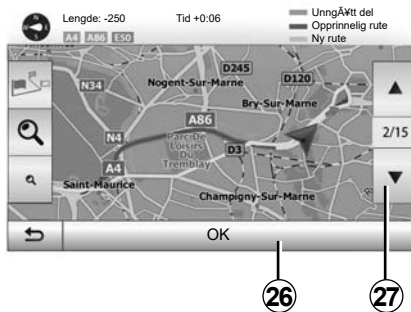 Lengde: -250
Tid +0:06
UnngÃ¥tt del
Opprinnelig rute
Ny rute
A4 A86 E50
D245
N34
D120
Nogent-Sur-Marne
Bry-Sur-Marne
A86
2/15
N4
Parc De
Loisirs
Du
Tremblay
D3
A4
Saint-Maurice
Champigny-Sur-Marne
OK
26
27